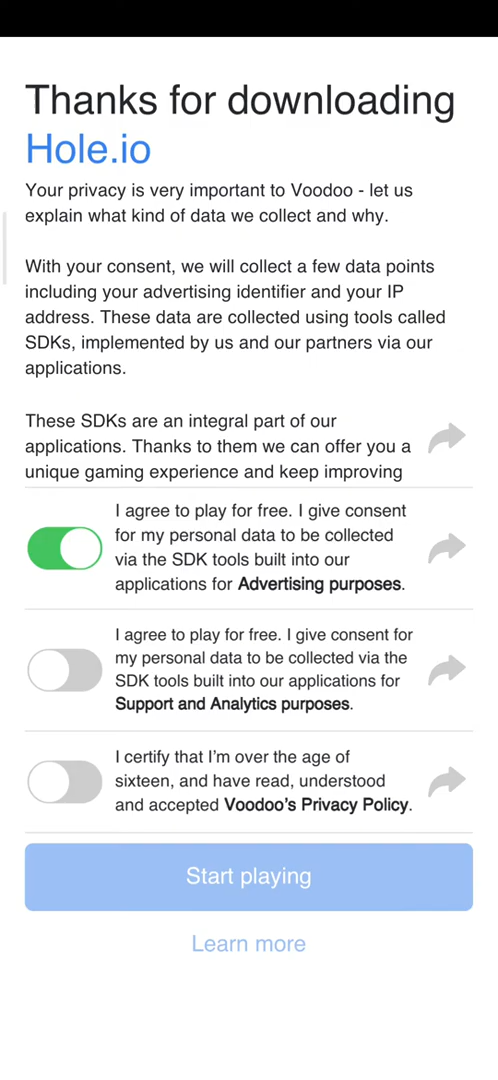 Thanks for downloading
Hole.io
Your privacy is very important to Voodoo - let us
explain what kind of data we collect and why.
With your consent, we will collect a few data points
including your advertising identifier and your IP
address. These data are collected using tools called
SDKs, implemented by us and our partners via our
applications.
These SDKs are an integral part of our
applications. Thanks to them we can offer you a
unique gaming experience and keep improving
I agree to play for free. I give consent
for my personal data to be collected
via the SDK tools built into our
applications for Advertising purposes.
I agree to play for free. I give consent for
my personal data to be collected via the
SDK tools built into our applications for
Support and Analytics purposes.
I certify that I’m over the age of
sixteen, and have read, understood
and accepted Voodoo’s Privacy Policy.
Start playing
Learn more